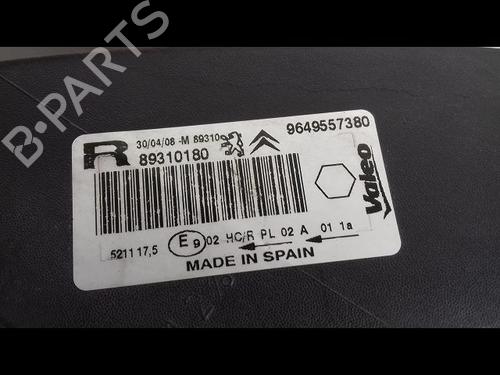 B-PARTS
30/04/08 -M 89310
R
89310180
9649557380
Valeo
521117,5
E9 02 HC/R PL 02 A 01 1a
MADE IN SPAIN